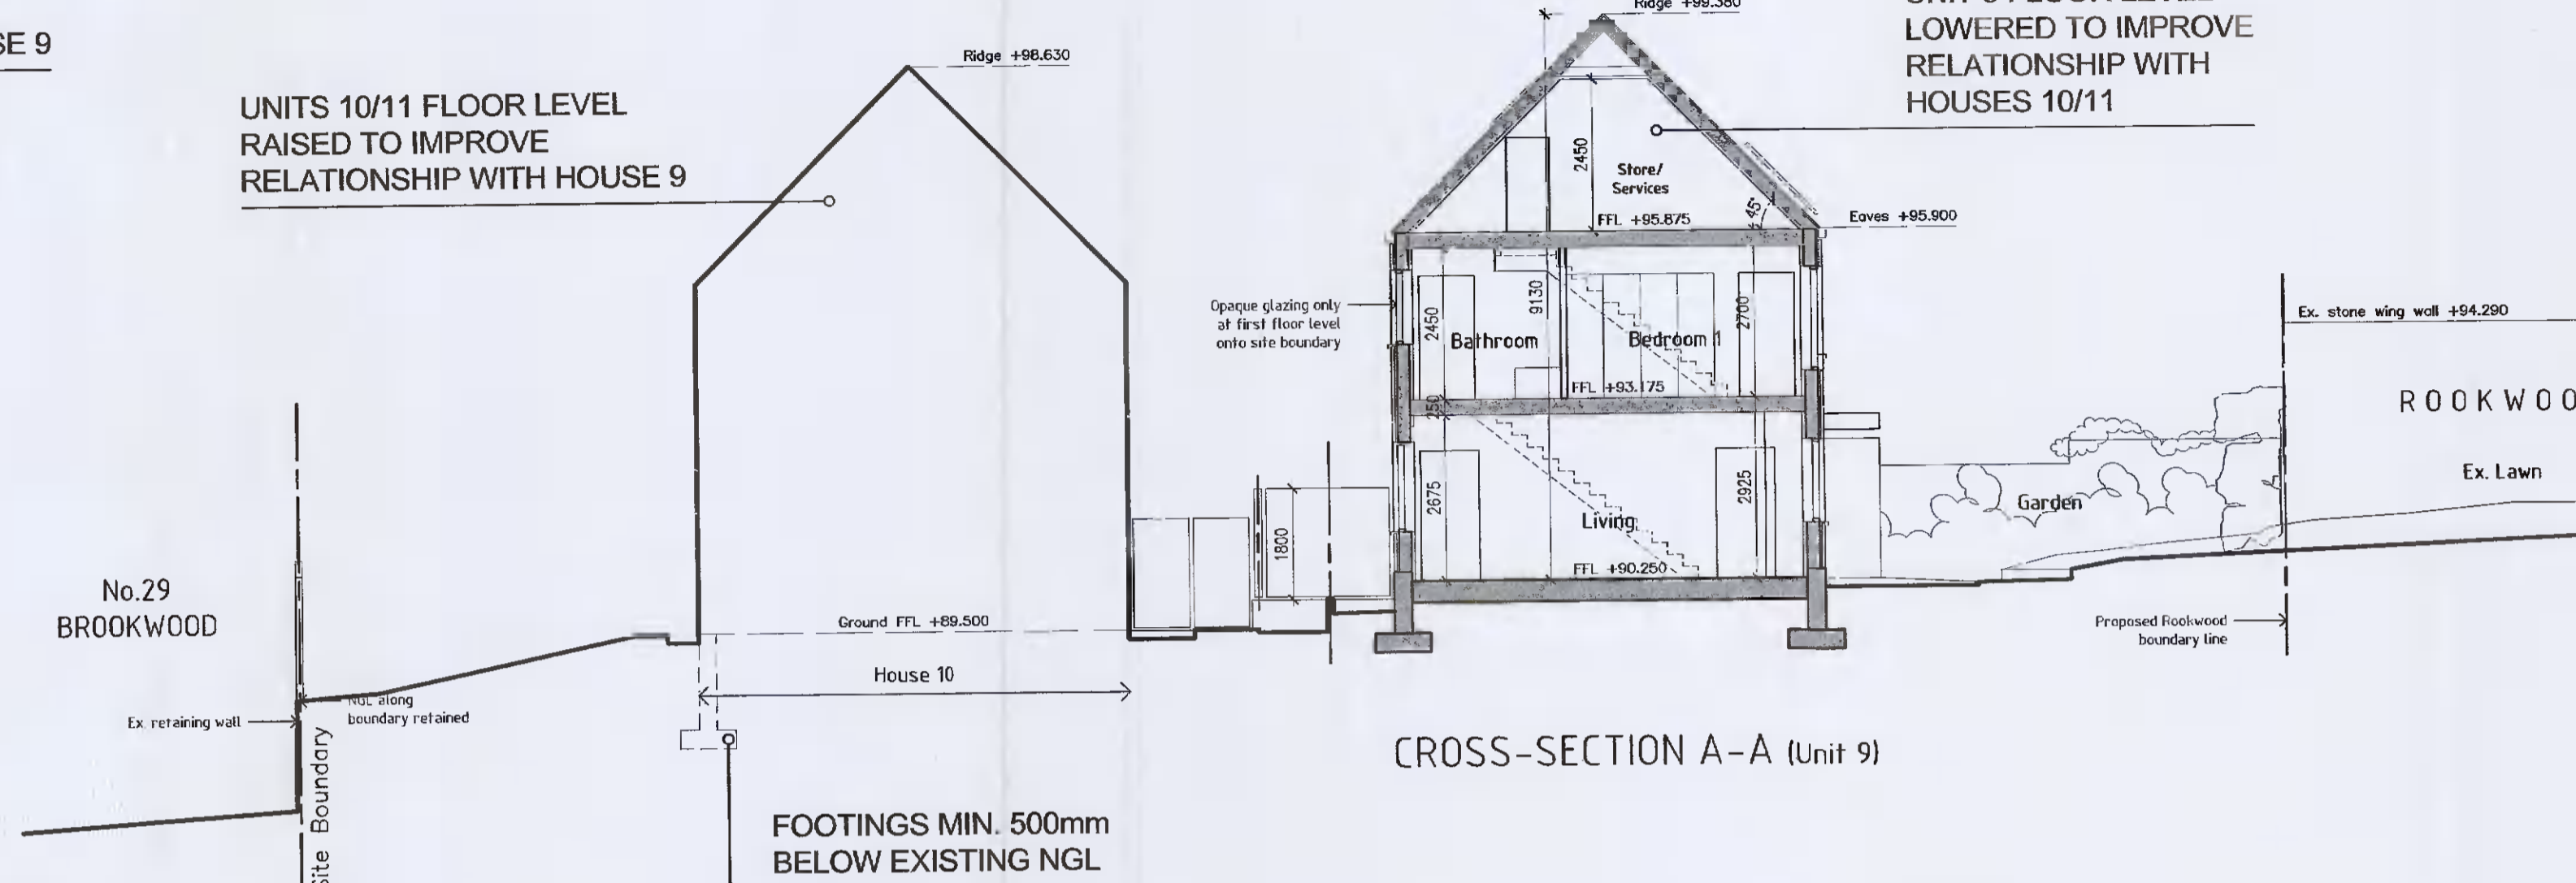 SE 9
UNITS 10/11 FLOOR LEVEL
RAISED TO IMPROVE
RELATIONSHIP WITH HOUSE 9
Ridge +98.630
Ridge +99.380
LOWERED TO IMPROVE
RELATIONSHIP WITH
HOUSES 10/11
2450
Store/
Services
45°
FFL +95.875
Eaves +95.900
Opaque glazing only
at first floor level
onto site boundary
2450
Bathroom
9130
Bedroom 1
2700
FFL +93.175
250
2675
Living
2925
FFL +90.250
1800
Ex. stone wing wall +94.290
ROOKWOO
Ex. Lawn
Garden
Proposed Rookwood
boundary line
No.29
BROOKWOOD
Ground FFL +89.500
House 10
Ex. retaining wall
NGL along
boundary retained
Site Boundary
CROSS-SECTION A-A (Unit 9)
FOOTINGS MIN. 500mm
BELOW EXISTING NGL